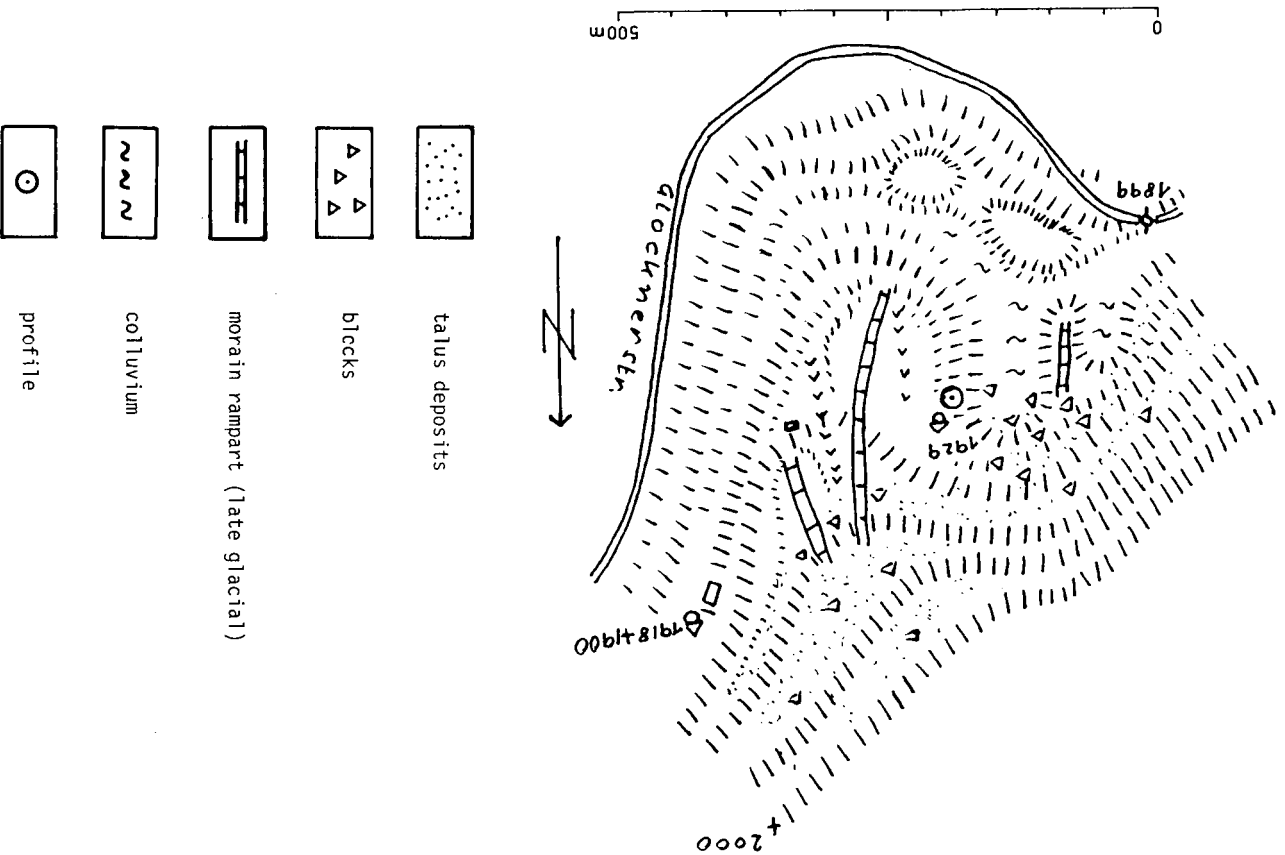 500m
0
1899
Glocknerstr.
N
1929
1918+1900
+2000
talus deposits
blocks
morain rampart (late glacial)
colluvium
profile